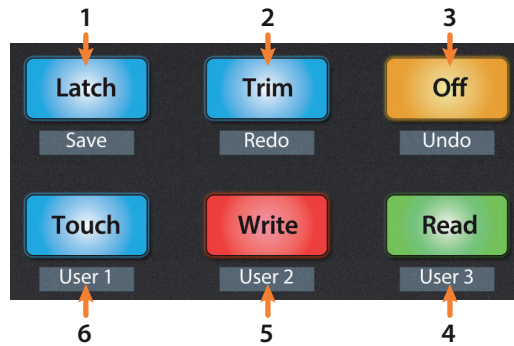 1 2 3
Latch Trim Off
Save Redo Undo
Touch Write Read
User 1 User 2 User 3
6 5 4